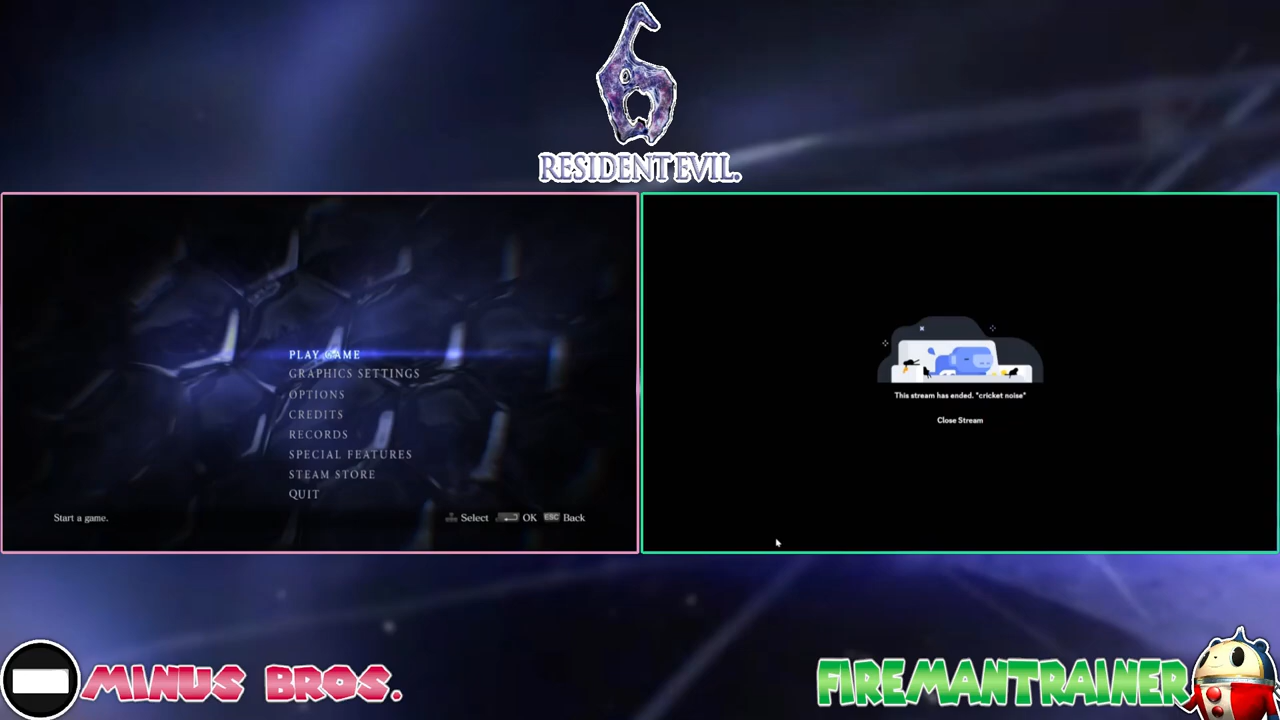 RESIDENT EVIL.
PLAY GAME
GRAPHICS SETTINGS
OPTIONS
CREDITS
RECORDS
SPECIAL FEATURES
STEAM STORE
QUIT
Start a game.
Select OK ESC Back
This stream has ended. *cricket noise*
Close Stream
MINUS BROS.
FIREMANTRAINER